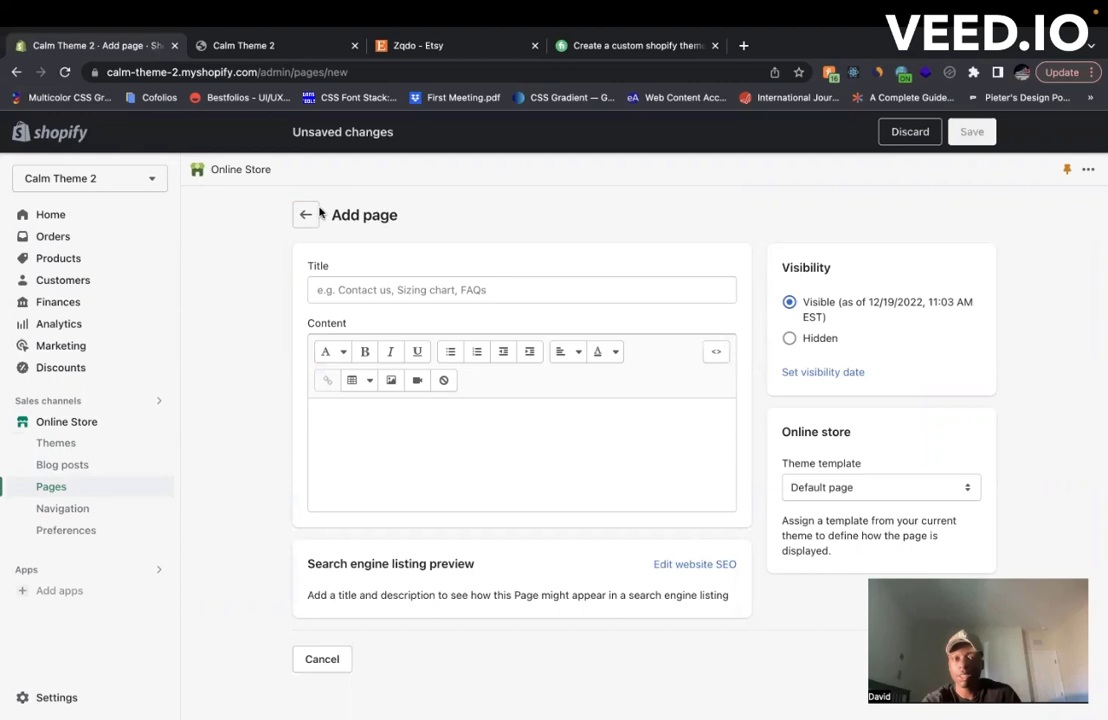 VEED.IO
Calm Theme 2 · Add page · Sh
Calm Theme 2
Zqdo - Etsy
Create a custom shopify them
calm-theme-2.myshopify.com/admin/pages/new
16
ON
Update
Multicolor CSS Gr...
Cofolios
Bestfolios - UI/UX...
CSS Font Stack:...
First Meeting.pdf
CSS Gradient — G...
eA Web Content Acc...
International Jour...
A Complete Guide...
Pieter's Design Po...
»
shopify
Unsaved changes
Discard
Save
Calm Theme 2
Online Store
Home
Orders
Products
Customers
Finances
Analytics
Marketing
Discounts
Sales channels
Online Store
Themes
Blog posts
Pages
Navigation
Preferences
Apps
Add apps
Settings
Add page
Title
e.g. Contact us, Sizing chart, FAQs
Content
A B I U A <>
Search engine listing preview
Edit website SEO
Add a title and description to see how this Page might appear in a search engine listing
Cancel
Visibility
Visible (as of 12/19/2022, 11:03 AM
EST)
Hidden
Set visibility date
Online store
Theme template
Default page
Assign a template from your current
theme to define how the page is
displayed.
David